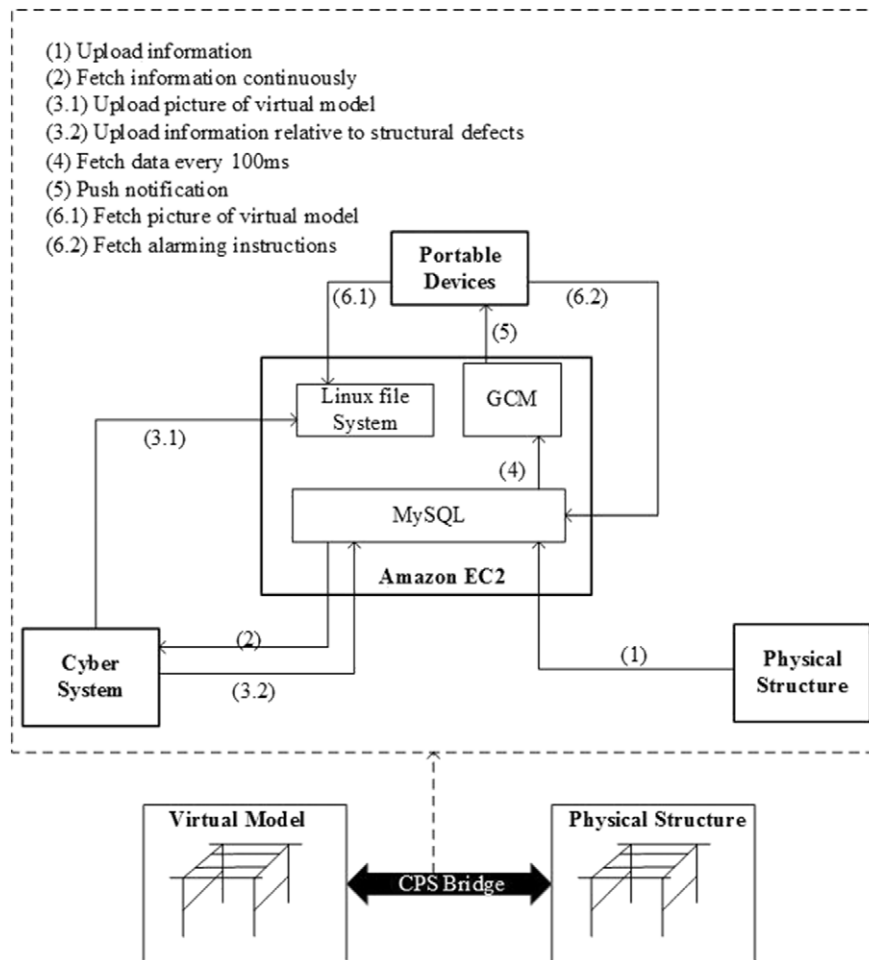 (1) Upload information
(2) Fetch information continuously
(3.1) Upload picture of virtual model
(3.2) Upload information relative to structural defects
(4) Fetch data every 100ms
(5) Push notification
(6.1) Fetch picture of virtual model
(6.2) Fetch alarming instructions
Portable
Devices
(6.1)
(6.2)
(5)
Linux file
System
GCM
(3.1)
(4)
MySQL
Amazon EC2
(2)
Cyber
System
(3.2)
(1)
Physical
Structure
Virtual Model
Physical Structure
CPS Bridge